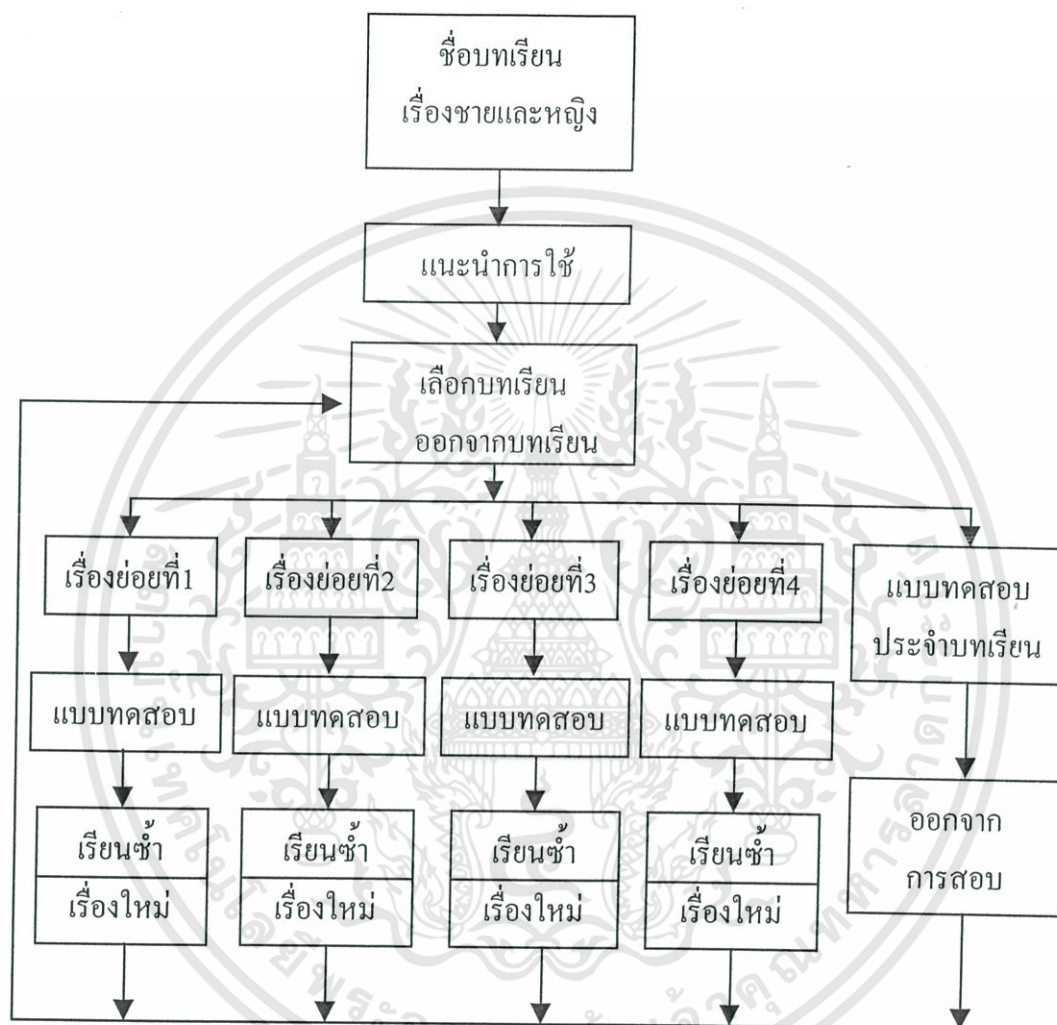 ชื่อบทเรียน
เรื่องชายและหญิง
แนะนำการใช้
เลือกบทเรียน
ออกจากบทเรียน
เรื่องย่อยที่1
เรื่องย่อยที่2
เรื่องย่อยที่3
เรื่องย่อยที่4
แบบทดสอบ
ประจำบทเรียน
แบบทดสอบ
แบบทดสอบ
แบบทดสอบ
แบบทดสอบ
เรียนซ้ำ
เรื่องใหม่
เรียนซ้ำ
เรื่องใหม่
เรียนซ้ำ
เรื่องใหม่
เรียนซ้ำ
เรื่องใหม่
ออกจาก
การสอบ